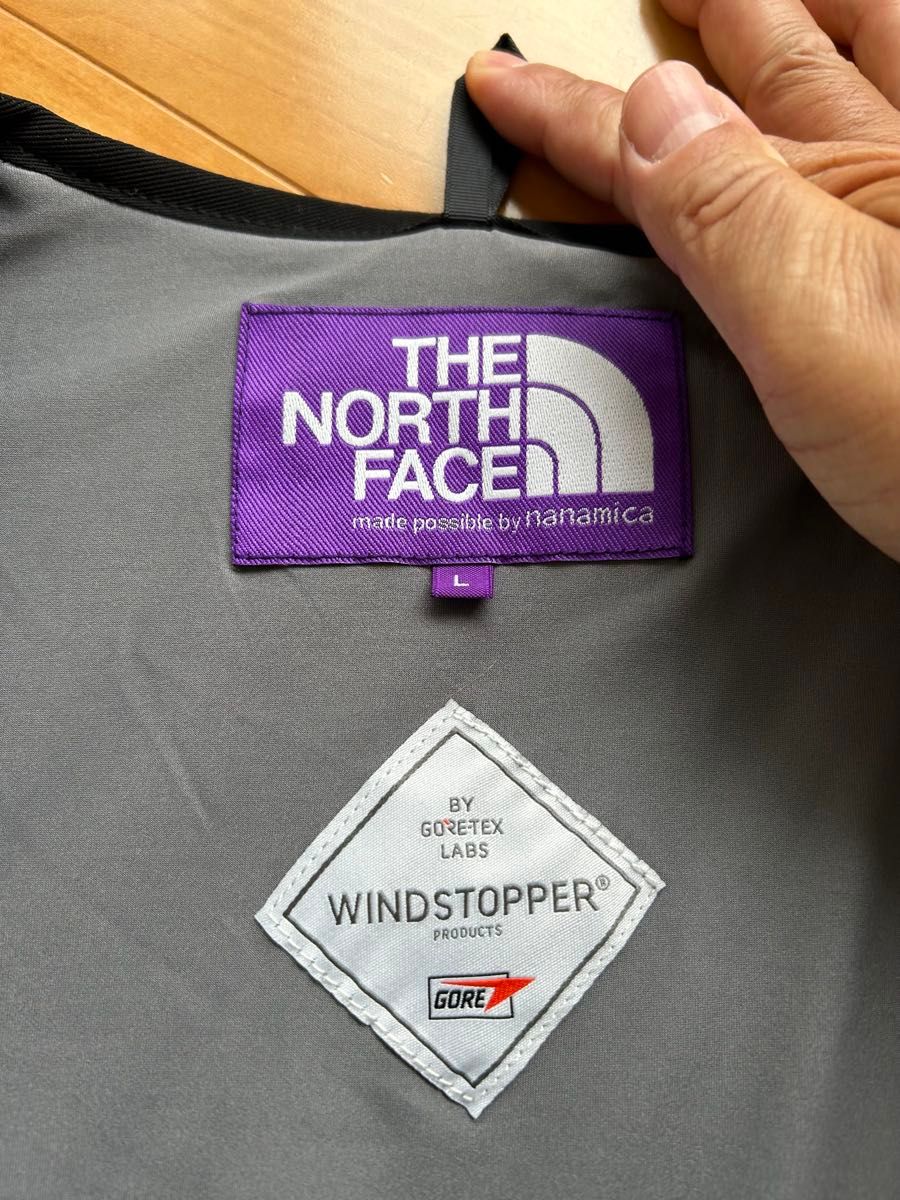 THE
NORTH
FACE
made possible by nanamica
L
BY
GORE-TEX
LABS
WINDSTOPPER®
PRODUCTS
GORE